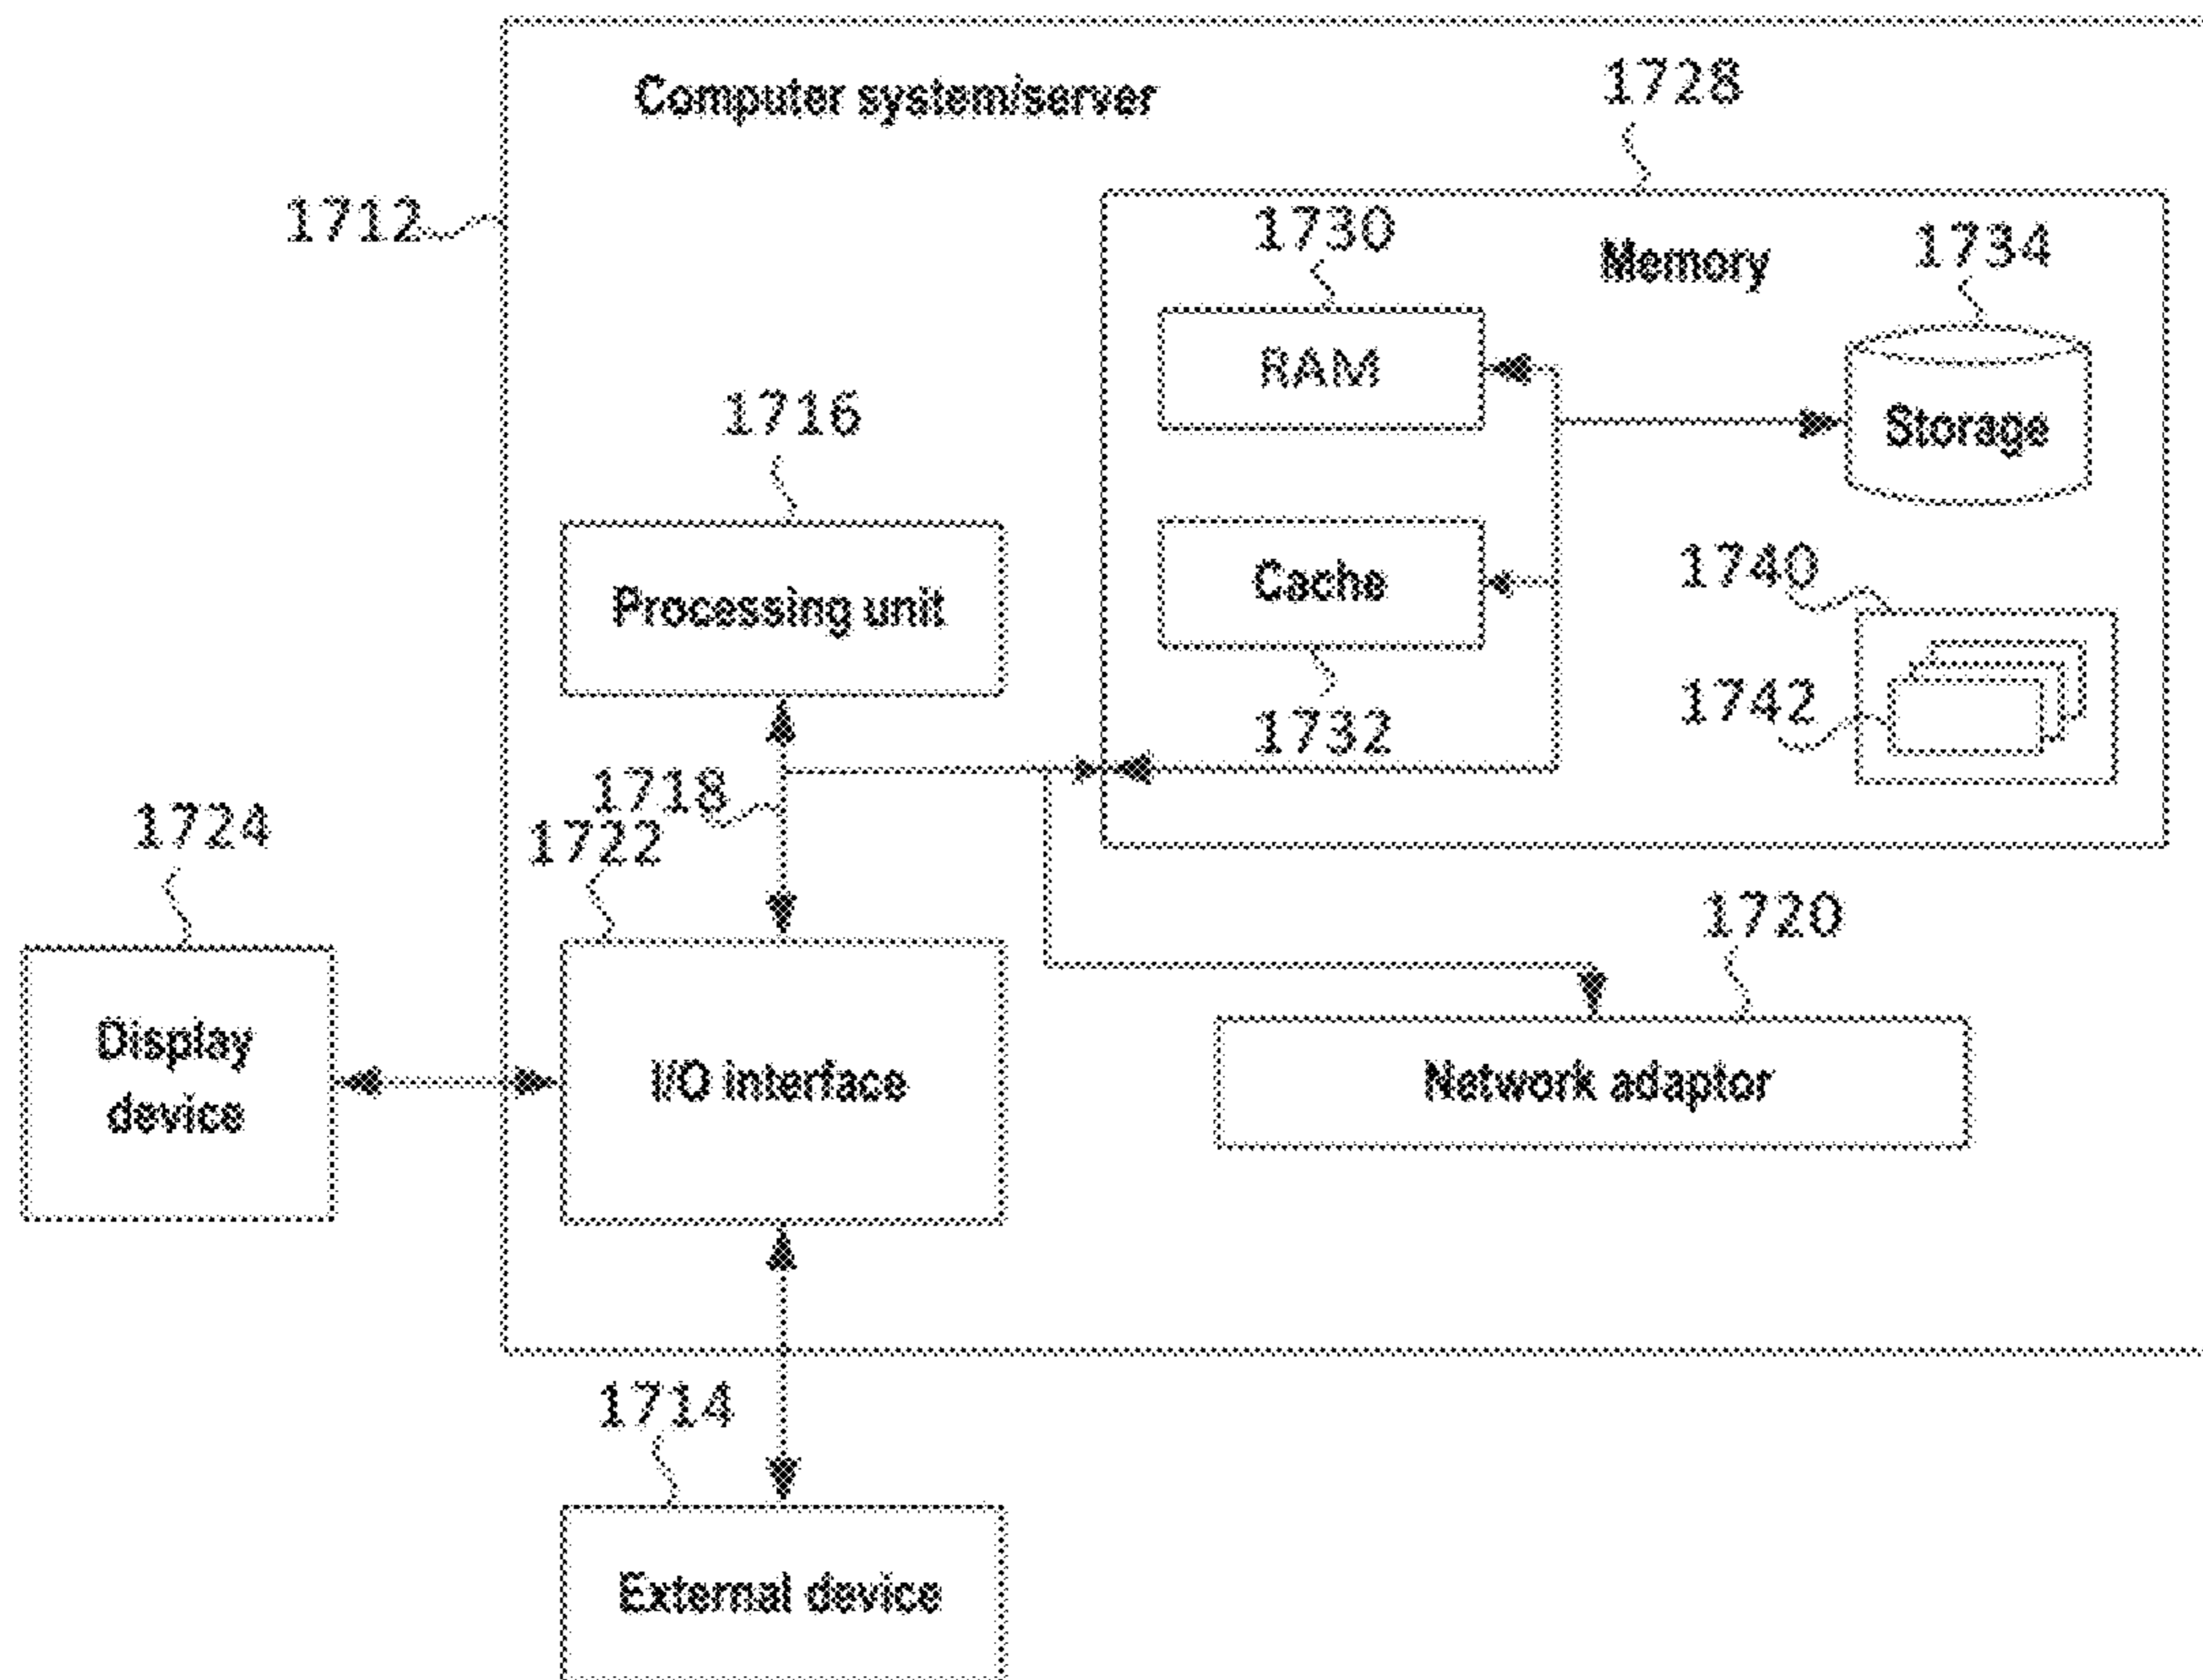 Computer system/server
1728
1712
1730
Memory
1734
RAM
1716
Storage
Processing unit
Cache
1740
1742
1732
1718
1722
1724
1720
Display
device
I/O interface
Network adaptor
1714
External device